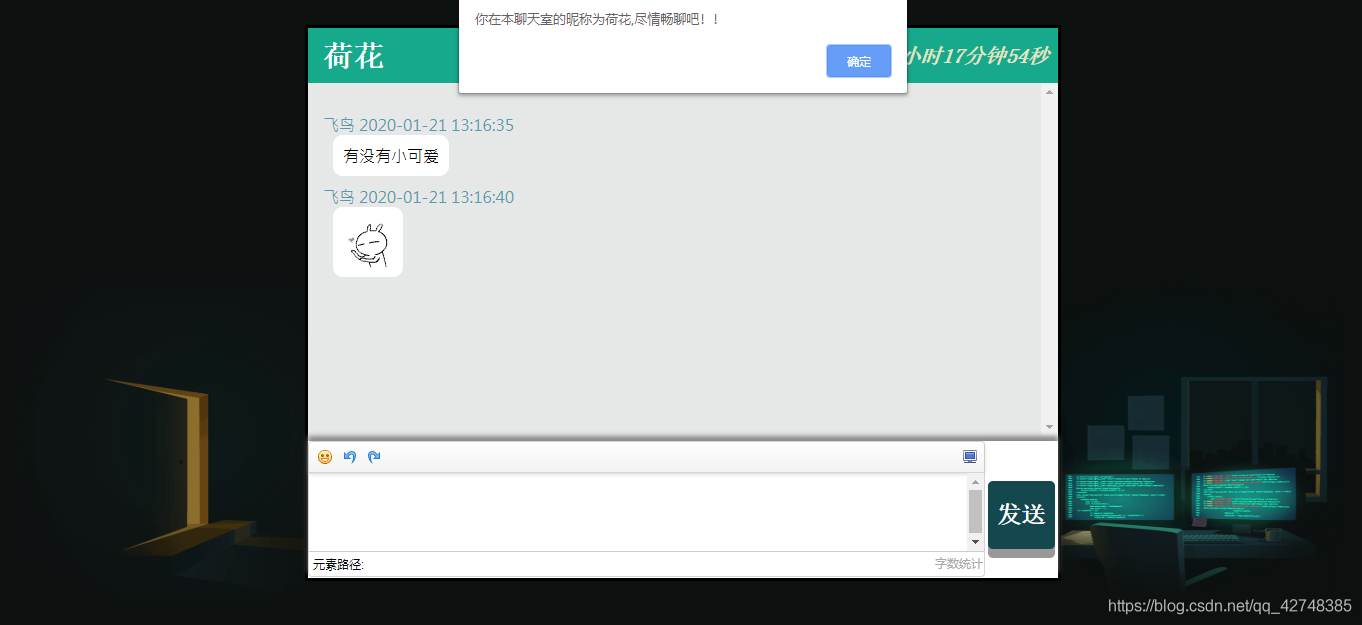 你在本聊天室的昵称为荷花,尽情畅聊吧！！
确定
荷花
小时17分钟54秒
飞鸟 2020-01-21 13:16:35
有没有小可爱
飞鸟 2020-01-21 13:16:40
发送
元素路径:
字数统计
https://blog.csdn.net/qq_42748385